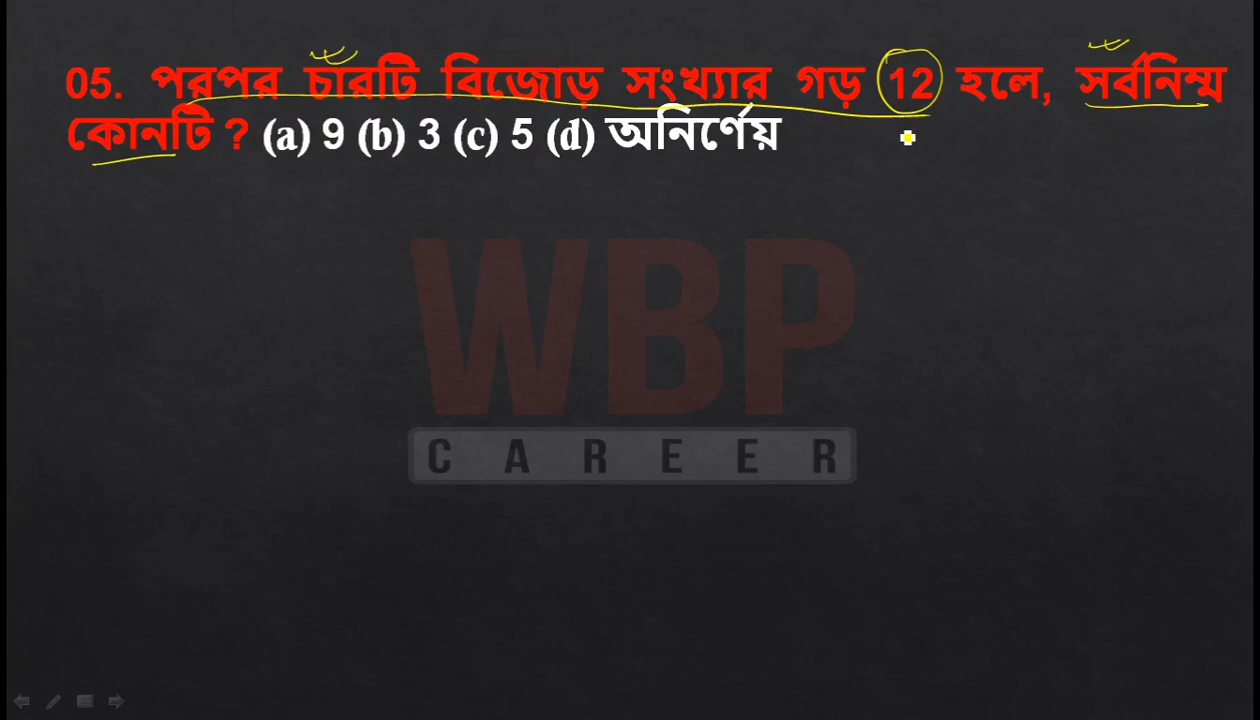 05. পরপর চারটি বিজোড় সংখ্যার গড় 12 হলে, সর্বনিম্ম
কোনটি ? (a) 9 (b) 3 (c) 5 (d) অনির্ণেয়
WBP
CAREER